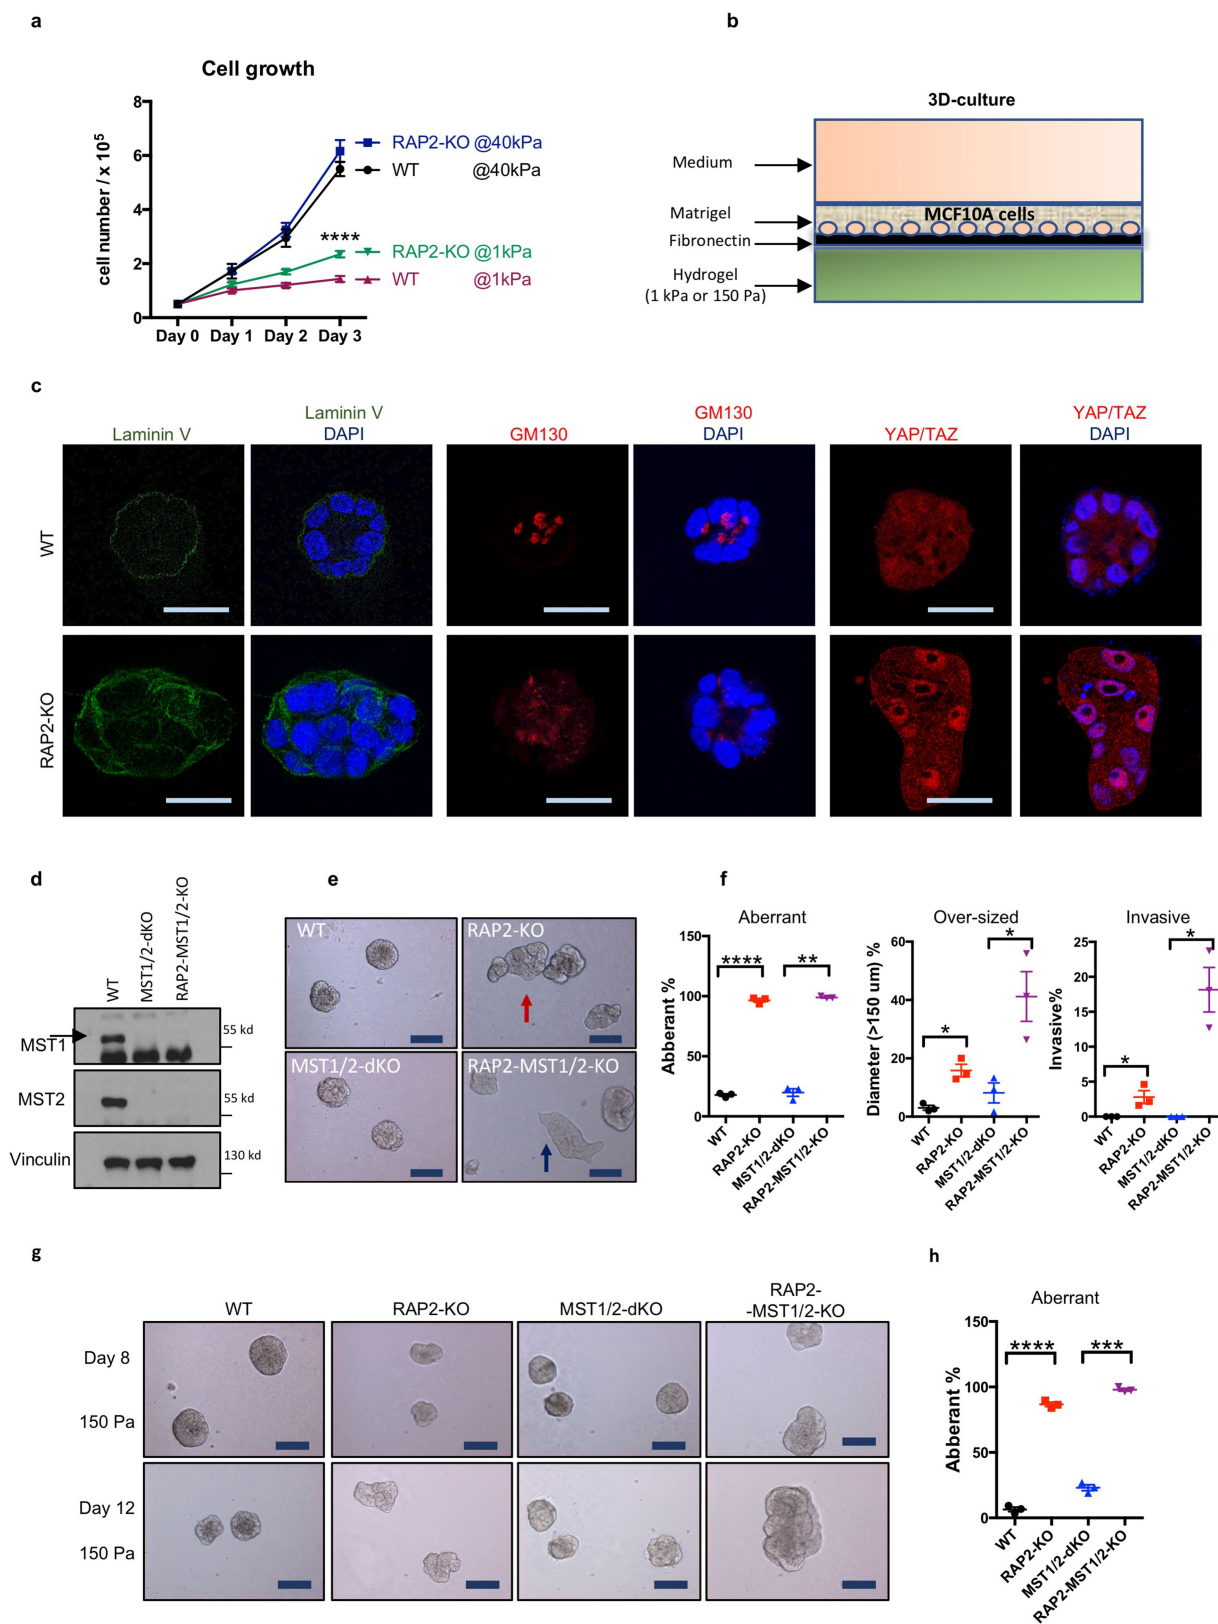 a
Cell growth
cell number / x 10⁵
8
6
4
2
0
Day 0 Day 1 Day 2 Day 3
RAP2-KO @40kPa
WT @40kPa
****
RAP2-KO @1kPa
WT @1kPa
b
3D-culture
Medium
Matrigel
MCF10A cells
Fibronectin
Hydrogel
(1 kPa or 150 Pa)
c
Laminin V
Laminin V
DAPI
GM130
GM130
DAPI
YAP/TAZ
YAP/TAZ
DAPI
WT
RAP2-KO
d
WT
MST1/2-dKO
RAP2-MST1/2-KO
MST1
55 kd
MST2
55 kd
Vinculin
130 kd
e
WT
RAP2-KO
MST1/2-dKO
RAP2-MST1/2-KO
f
Aberrant
Abberant %
150
100
50
0
****
**
WT
RAP2-KO
MST1/2-dKO
RAP2-MST1/2-KO
Over-sized
Diameter (>150 um) %
60
40
20
0
*
*
WT
RAP2-KO
MST1/2-dKO
RAP2-MST1/2-KO
Invasive
Invasive%
25
20
15
10
5
0
*
*
WT
RAP2-KO
MST1/2-dKO
RAP2-MST1/2-KO
g
WT
RAP2-KO
MST1/2-dKO
RAP2-
-MST1/2-KO
Day 8
150 Pa
Day 12
150 Pa
h
Aberrant
Abberant %
150
100
50
0
****
***
WT
RAP2-KO
MST1/2-dKO
RAP2-MST1/2-KO